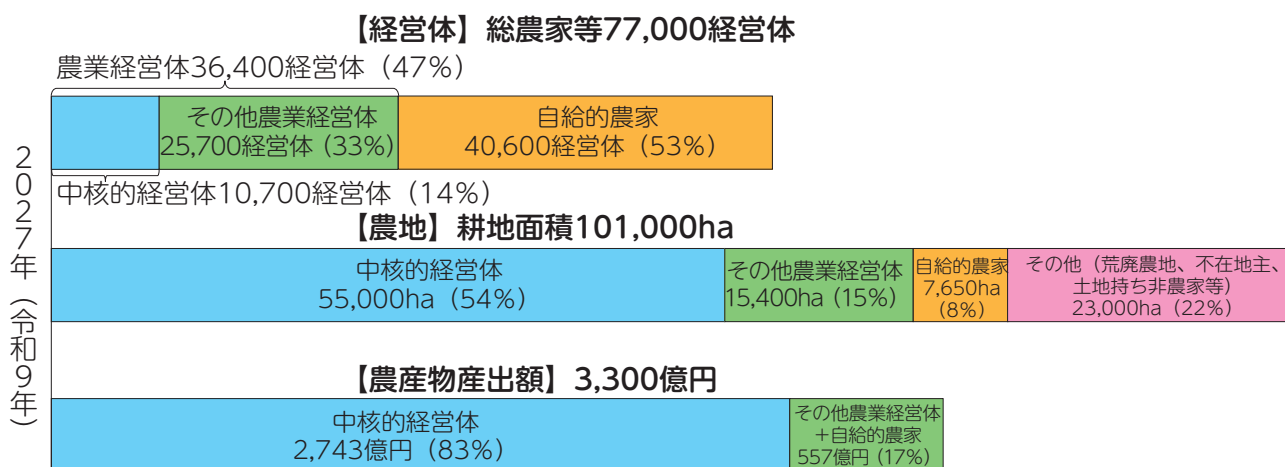 【経営体】総農家等77,000経営体
農業経営体36,400経営体（47%）
その他農業経営体
25,700経営体（33%）
自給的農家
40,600経営体（53%）
中核的経営体10,700経営体（14%）
2027年（令和9年）
【農地】耕地面積101,000ha
中核的経営体
55,000ha（54%）
その他農業経営体
15,400ha（15%）
自給的農家
7,650ha
（8%）
その他（荒廃農地、不在地主、
土地持ち非農家等）
23,000ha（22%）
【農産物産出額】3,300億円
中核的経営体
2,743億円（83%）
その他農業経営体
＋自給的農家
557億円（17%）